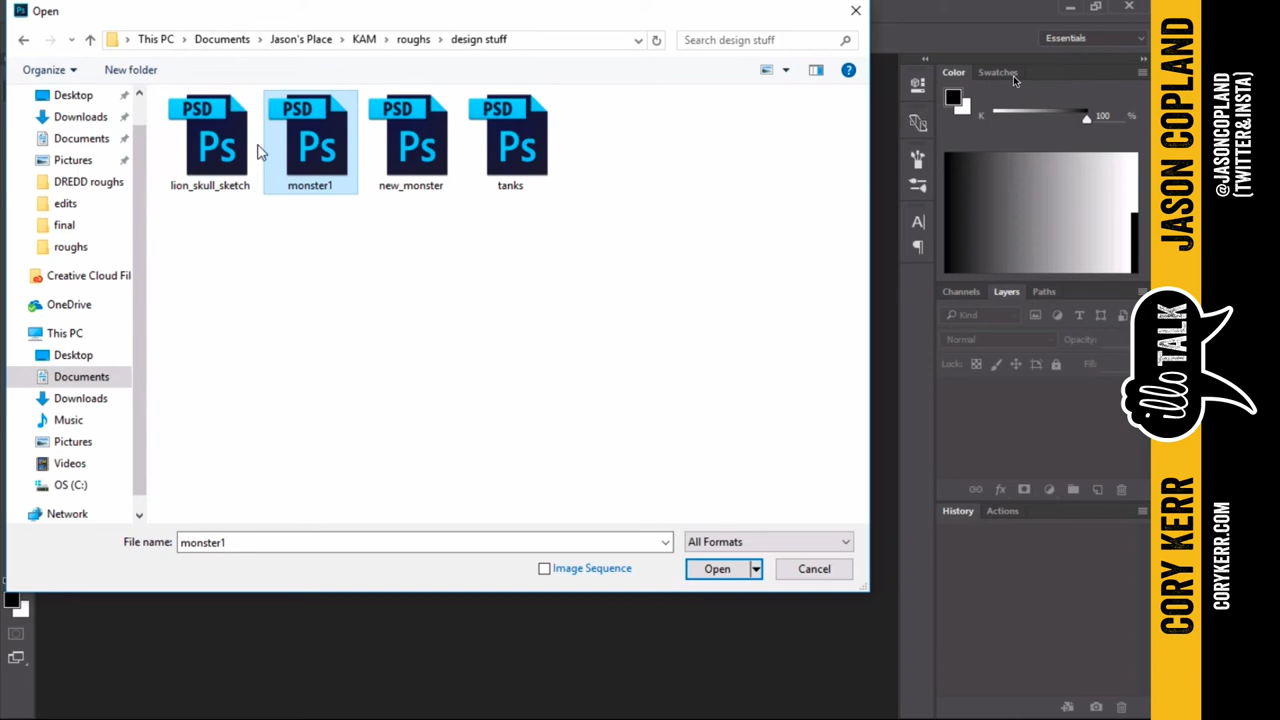 Ps Open
This PC > Documents > Jason's Place > KAM > roughs > design stuff
Search design stuff
Organize
New folder
Desktop
Downloads
Documents
Pictures
DREDD roughs
edits
final
roughs
Creative Cloud Fil
OneDrive
This PC
Desktop
Documents
Downloads
Music
Pictures
Videos
OS (C:)
Network
PSD
Ps
lion_skull_sketch
PSD
Ps
monster1
PSD
Ps
new_monster
PSD
Ps
tanks
File name: monster1
All Formats
Image Sequence
Open
Cancel
Essentials
Color
Swatches
K
100
%
A
Channels
Layers
Paths
Kind
T
Normal
Opacity:
Lock:
Fill:
fx
History
Actions
JASON COPLAND
@JASONCOPLAND
(TWITTER&INSTA)
illo TALK
CORY KERR
CORYKERR.COM